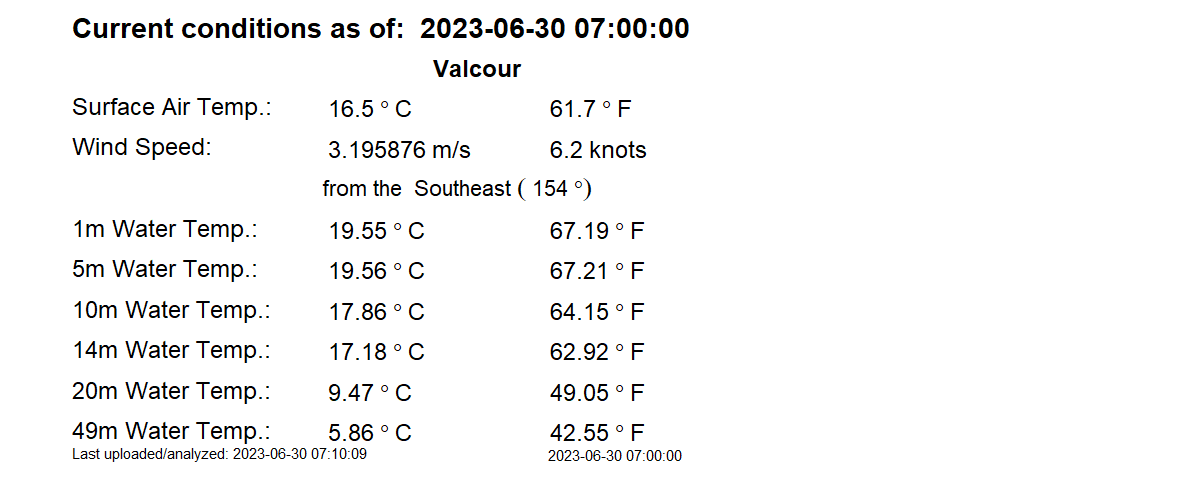 Current conditions as of: 2023-06-30 07:00:00
Valcour
Surface Air Temp.: 16.5 ° C 61.7 ° F
Wind Speed: 3.195876 m/s 6.2 knots
from the Southeast ( 154 °)
1m Water Temp.: 19.55 ° C 67.19 ° F
5m Water Temp.: 19.56 ° C 67.21 ° F
10m Water Temp.: 17.86 ° C 64.15 ° F
14m Water Temp.: 17.18 ° C 62.92 ° F
20m Water Temp.: 9.47 ° C 49.05 ° F
49m Water Temp.: 5.86 ° C 42.55 ° F
Last uploaded/analyzed: 2023-06-30 07:10:09 2023-06-30 07:00:00